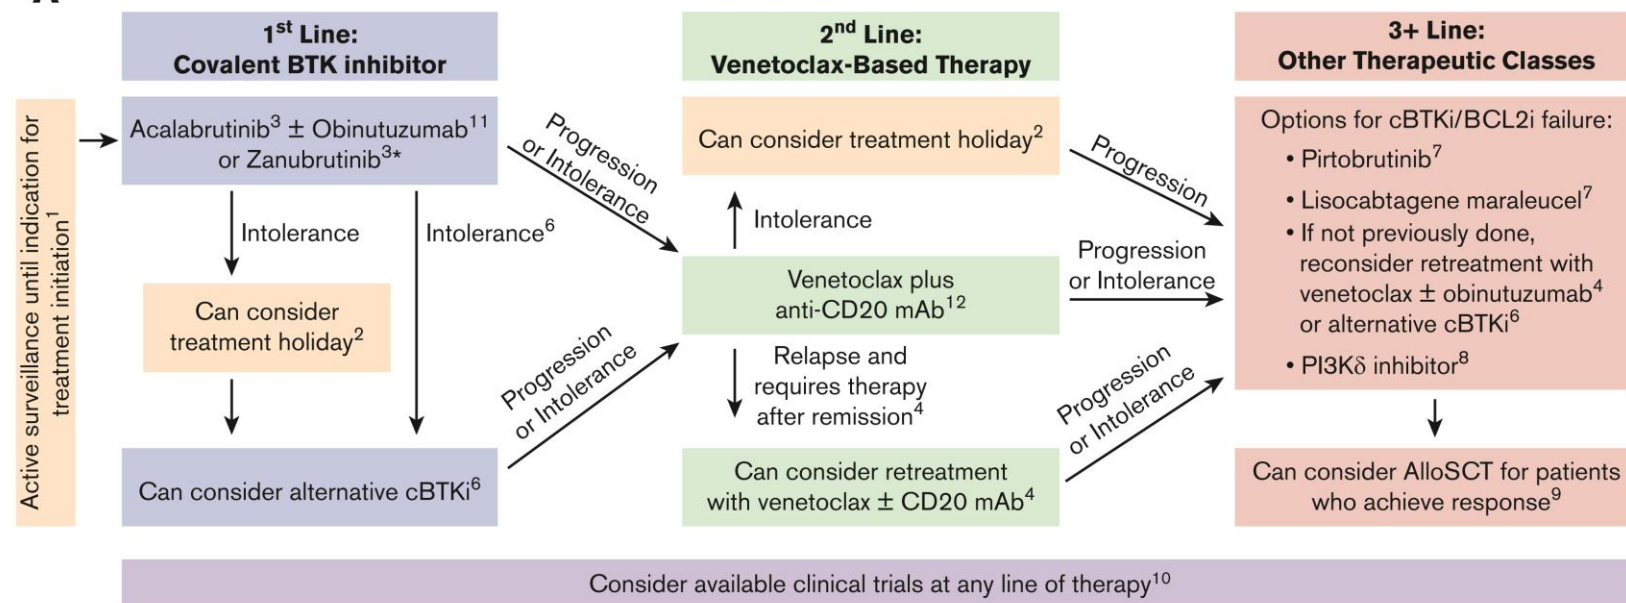 A
1st Line:
Covalent BTK inhibitor
2nd Line:
Venetoclax-Based Therapy
3+ Line:
Other Therapeutic Classes
Active surveillance until indication for
treatment initiation1
Acalabrutinib3 ± Obinutuzumab11
or Zanubrutinib3*
Intolerance
Intolerance6
Can consider
treatment holiday2
Can consider alternative cBTKi6
Progression
or Intolerance
Progression
or Intolerance
Can consider treatment holiday2
Intolerance
Venetoclax plus
anti-CD20 mAb12
Relapse and
requires therapy
after remission4
Can consider retreatment
with venetoclax ± CD20 mAb4
Progression
Progression
or Intolerance
Progression
or Intolerance
Options for cBTKi/BCL2i failure:
• Pirtobrutinib7
• Lisocabtagene maraleucel7
• If not previously done,
reconsider retreatment with
venetoclax ± obinutuzumab4
or alternative cBTKi6
• PI3Kδ inhibitor8
Can consider AlloSCT for patients
who achieve response9
Consider available clinical trials at any line of therapy10